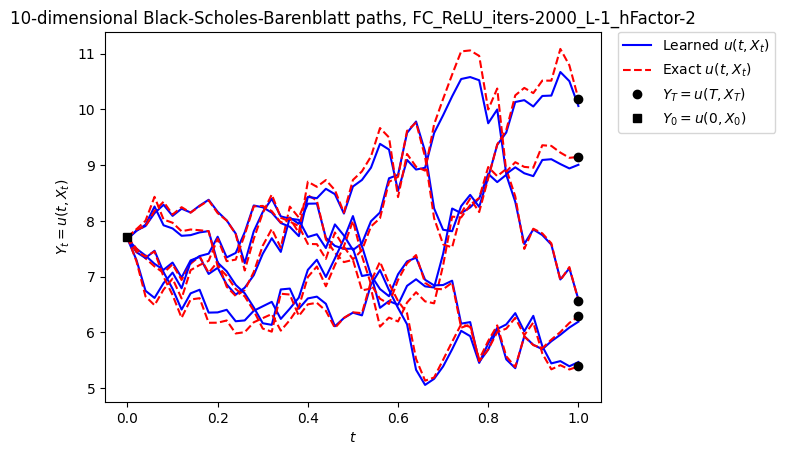 10-dimensional Black-Scholes-Barenblatt paths, FC_ReLU_iters-2000_L-1_hFactor-2
Learned u(t, X_t)
Exact u(t, X_t)
Y_T = u(T, X_T)
Y_0 = u(0, X_0)
Y_t = u(t, X_t)
11
10
9
8
7
6
5
0.0 0.2 0.4 0.6 0.8 1.0
t